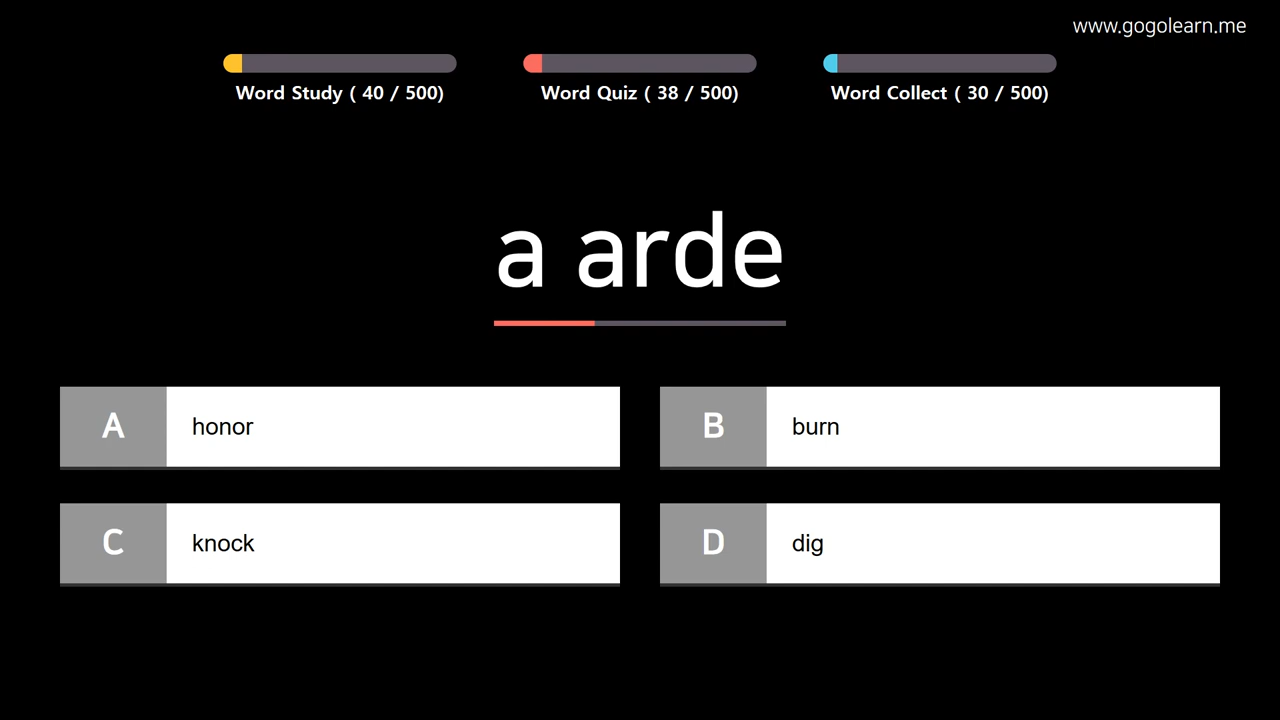 www.gogolearn.me
Word Study ( 40 / 500)
Word Quiz ( 38 / 500)
Word Collect ( 30 / 500)
a arde
A honor
B burn
C knock
D dig